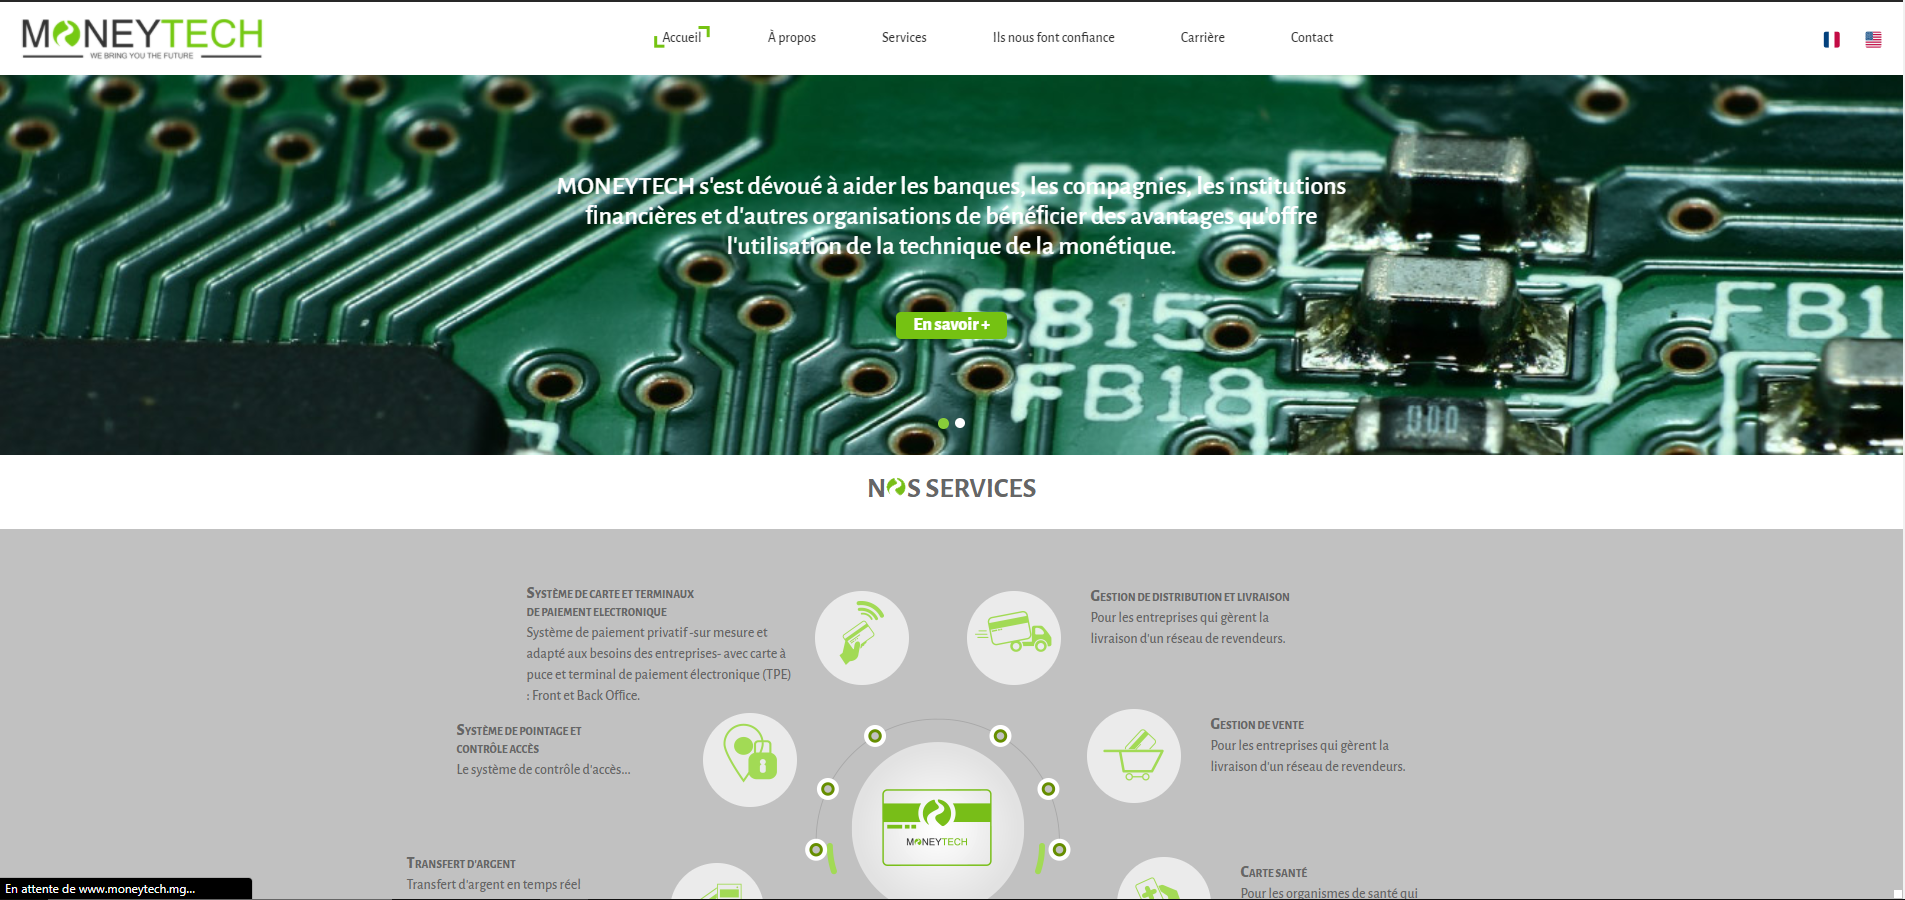 MONEYTECH
WE BRING YOU THE FUTURE
Accueil
À propos
Services
Ils nous font confiance
Carrière
Contact
MONEYTECH s'est dévoué à aider les banques, les compagnies, les institutions
financières et d'autres organisations de bénéficier des avantages qu'offre
l'utilisation de la technique de la monétique.
En savoir +
FB23
FB15
FB18
FB1
000
NOS SERVICES
Système de carte et terminaux
de paiement electronique
Système de paiement privatif -sur mesure et
adapté aux besoins des entreprises- avec carte à
puce et terminal de paiement électronique (TPE)
: Front et Back Office.
Gestion de distribution et livraison
Pour les entreprises qui gèrent la
livraison d'un réseau de revendeurs.
Système de pointage et
contrôle accès
Le système de contrôle d'accès...
Gestion de vente
Pour les entreprises qui gèrent la
livraison d'un réseau de revendeurs.
MONEYTECH
Transfert d'argent
Transfert d'argent en temps réel
Carte santé
Pour les organismes de santé qui
En attente de www.moneytech.mg...